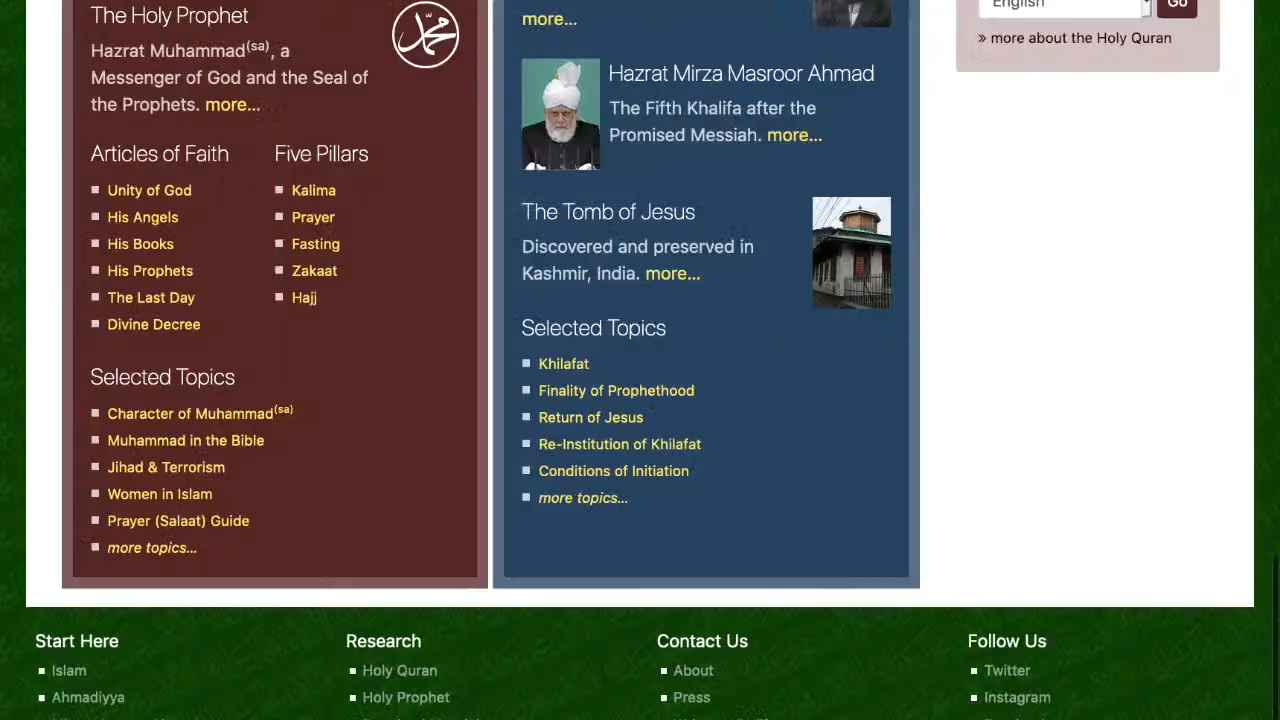 The Holy Prophet
Hazrat Muhammad(sa), a
Messenger of God and the Seal of
the Prophets. more...
Articles of Faith
Unity of God
His Angels
His Books
His Prophets
The Last Day
Divine Decree
Five Pillars
Kalima
Prayer
Fasting
Zakaat
Hajj
Selected Topics
Character of Muhammad(sa)
Muhammad in the Bible
Jihad & Terrorism
Women in Islam
Prayer (Salaat) Guide
more topics...
more...
Hazrat Mirza Masroor Ahmad
The Fifth Khalifa after the
Promised Messiah. more...
The Tomb of Jesus
Discovered and preserved in
Kashmir, India. more...
Selected Topics
Khilafat
Finality of Prophethood
Return of Jesus
Re-Institution of Khilafat
Conditions of Initiation
more topics...
English
Go
» more about the Holy Quran
Start Here
Islam
Ahmadiyya
Research
Holy Quran
Holy Prophet
Contact Us
About
Press
Follow Us
Twitter
Instagram